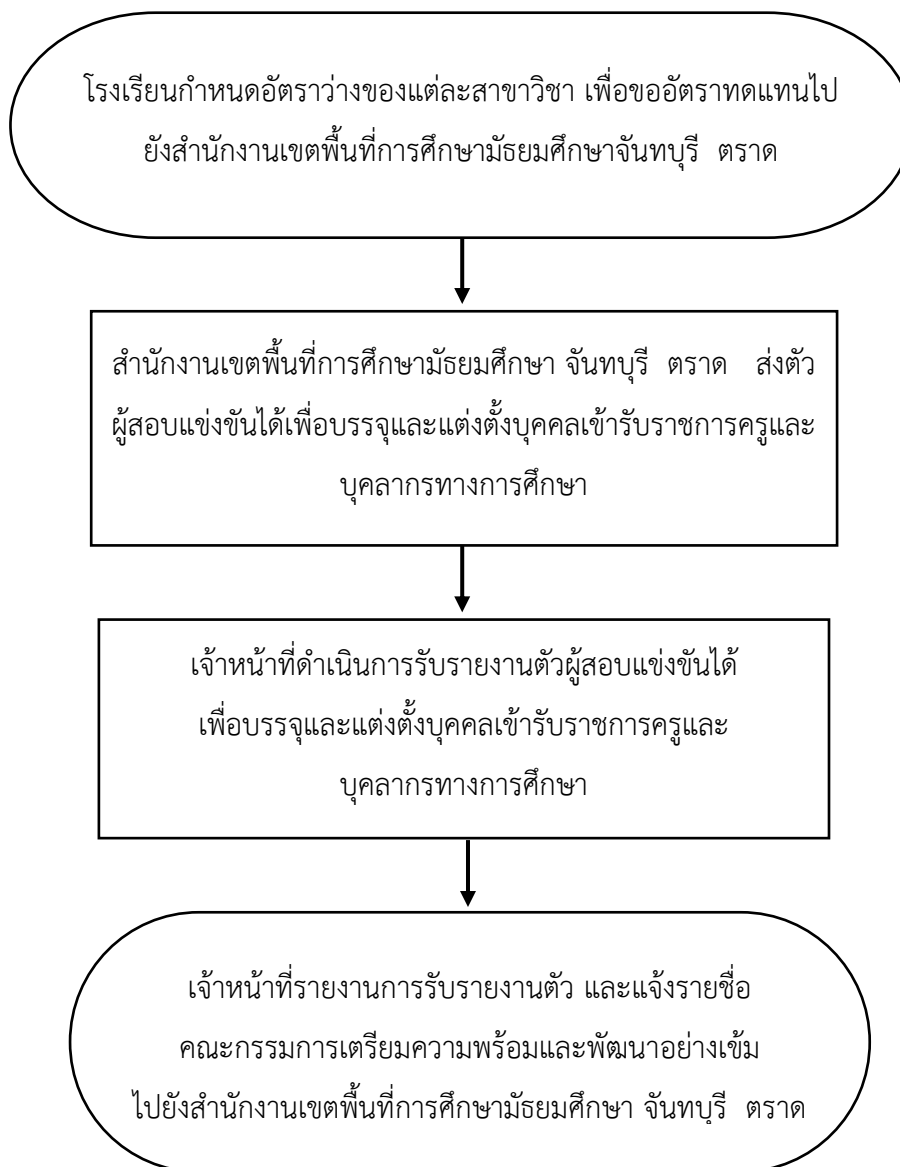 โรงเรียนกำหนดอัตราว่างของแต่ละสาขาวิชา เพื่อขออัตราทดแทนไป
ยังสำนักงานเขตพื้นที่การศึกษามัธยมศึกษาจันทบุรี ตราด
สำนักงานเขตพื้นที่การศึกษามัธยมศึกษา จันทบุรี ตราด ส่งตัว
ผู้สอบแข่งขันได้เพื่อบรรจุและแต่งตั้งบุคคลเข้ารับราชการครูและ
บุคลากรทางการศึกษา
เจ้าหน้าที่ดำเนินการรับรายงานตัวผู้สอบแข่งขันได้
เพื่อบรรจุและแต่งตั้งบุคคลเข้ารับราชการครูและ
บุคลากรทางการศึกษา
เจ้าหน้าที่รายงานการรับรายงานตัว และแจ้งรายชื่อ
คณะกรรมการเตรียมความพร้อมและพัฒนาอย่างเข้ม
ไปยังสำนักงานเขตพื้นที่การศึกษามัธยมศึกษา จันทบุรี ตราด